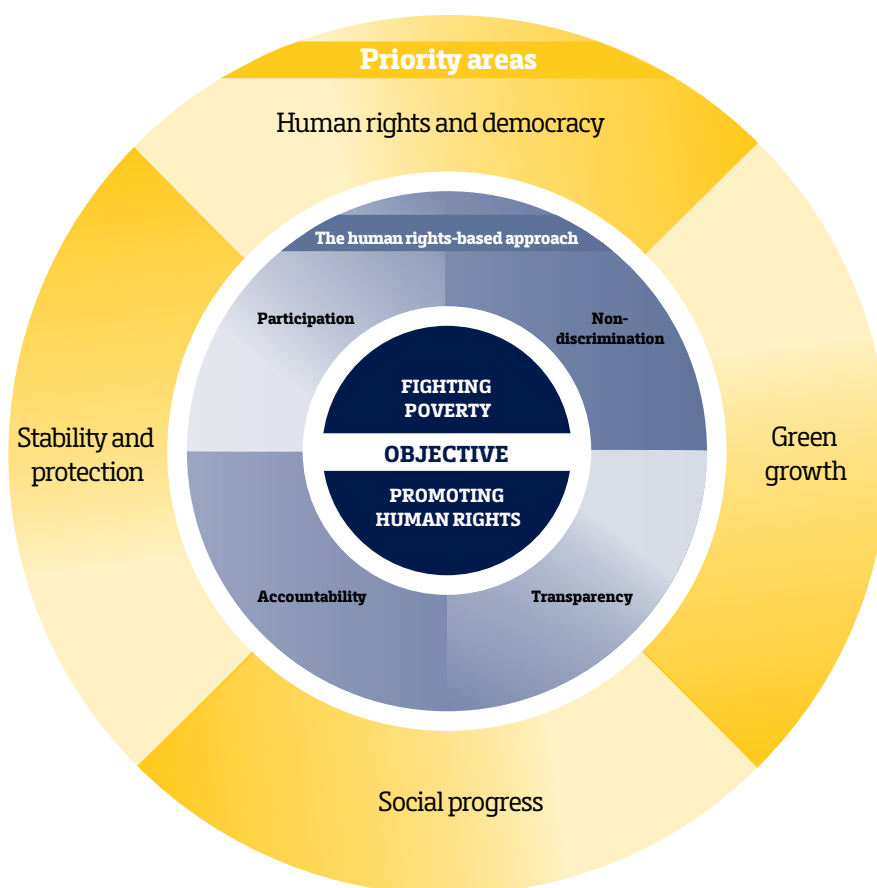 Priority areas
Human rights and democracy
The human rights-based approach
Participation
Non-
discrimination
FIGHTING
POVERTY
OBJECTIVE
PROMOTING
HUMAN RIGHTS
Stability and
protection
Green
growth
Accountability
Transparency
Social progress